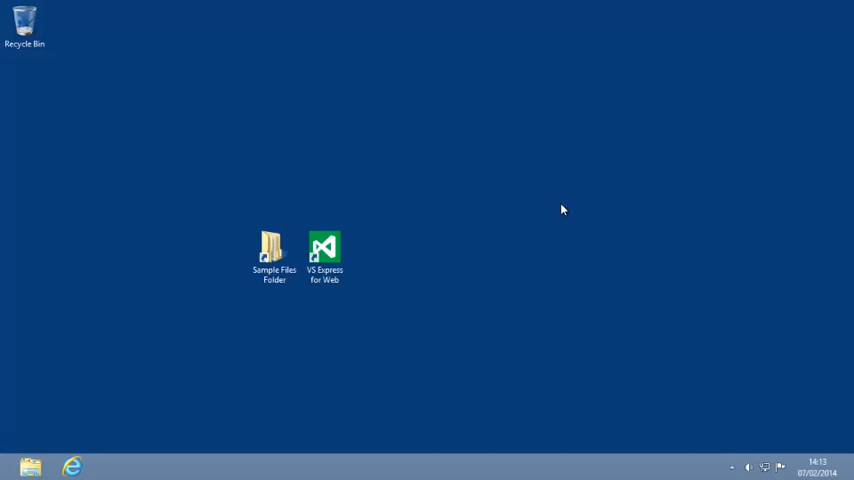 Recycle Bin
Sample Files
Folder
VS Express
for Web
14:13
07/02/2014